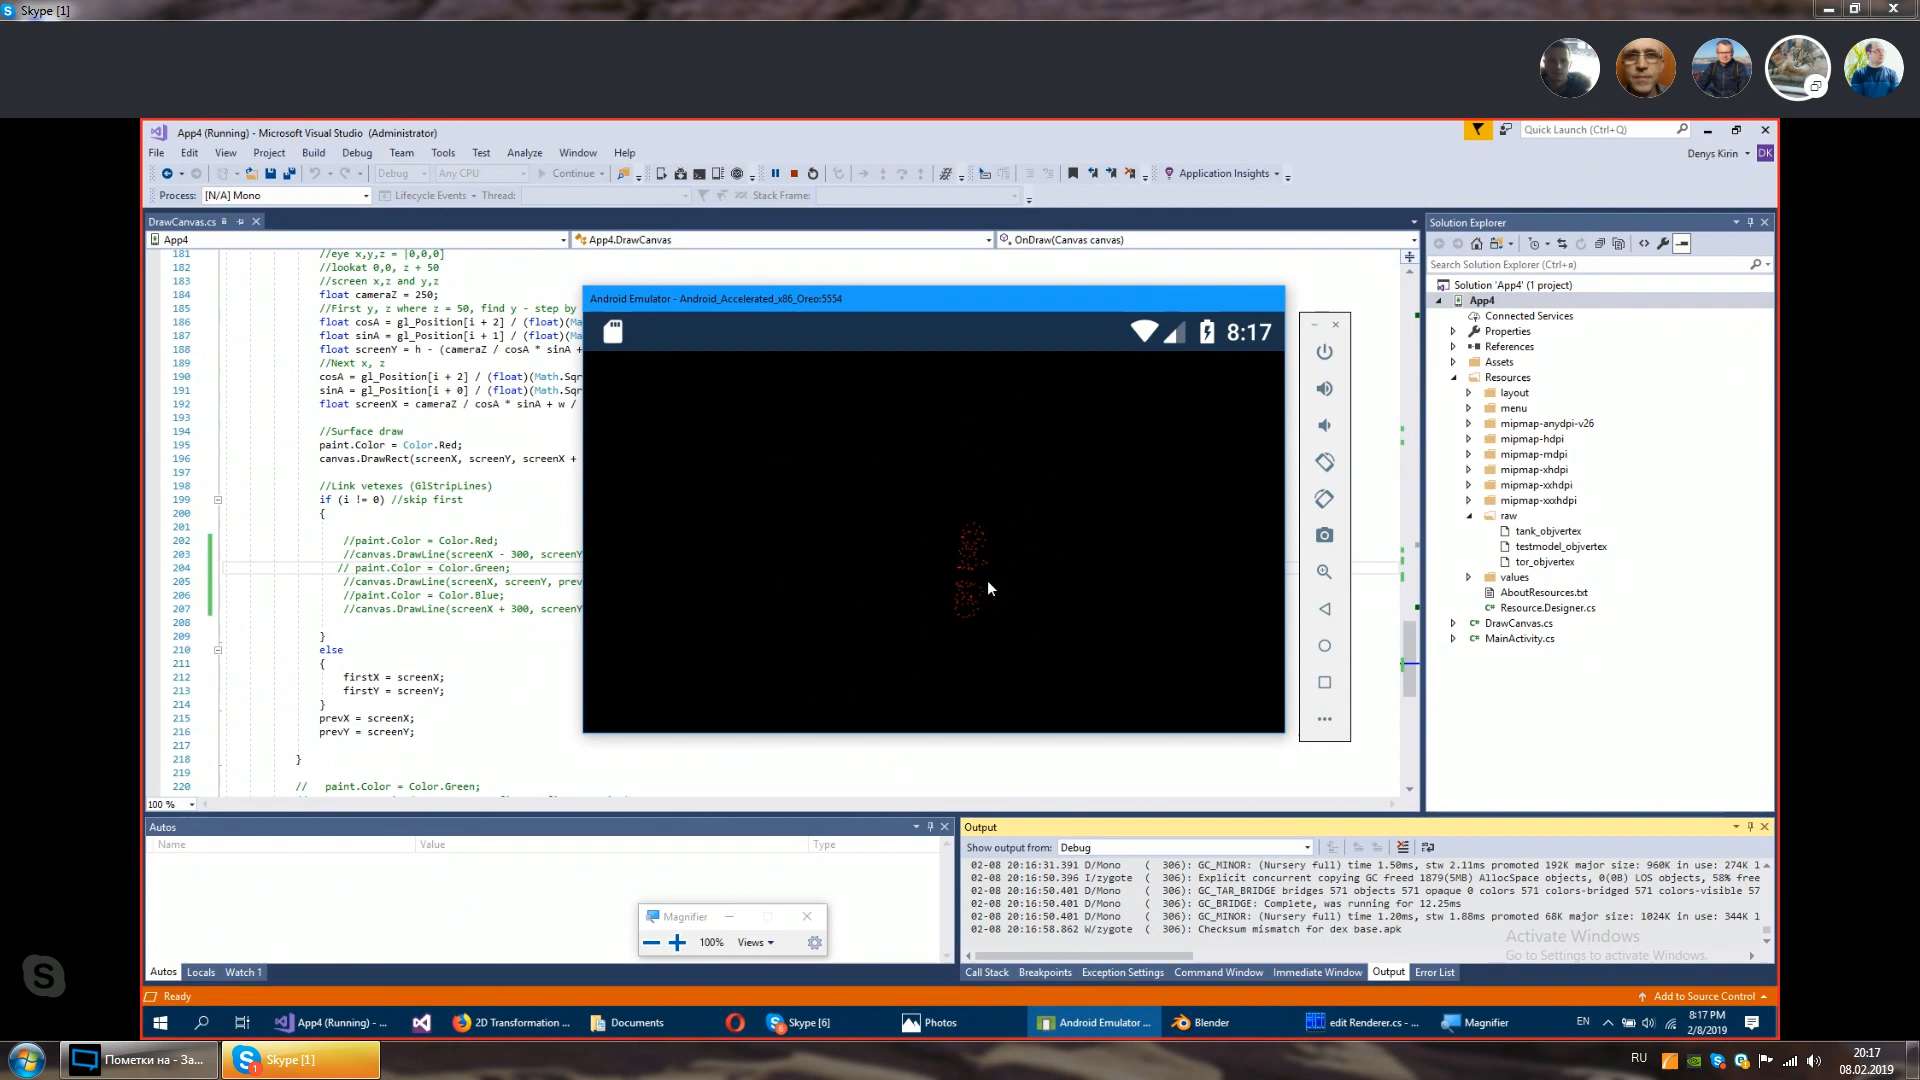 Skype [1]
App4 (Running) - Microsoft Visual Studio (Administrator)
Quick Launch (Ctrl+Q)
File Edit View Project Build Debug Team Tools Test Analyze Window Help
Denys Kirin DK
Debug Any CPU Continue Application Insights
Process: [N/A] Mono Lifecycle Events Thread: Stack Frame:
DrawCanvas.cs
App4 App4.DrawCanvas OnDraw(Canvas canvas)
181 //eye x,y,z = |0,0,0]
182 //lookat 0,0, z + 50
183 //screen x,z and y,z
184 float cameraZ = 250;
185 //First y, z where z = 50, find y - step by
186 float cosA = gl_Position[i + 2] / (float)(Ma
187 float sinA = gl_Position[i + 1] / (float)(Ma
188 float screenY = h - (cameraZ / cosA * sinA +
189 //Next x, z
190 cosA = gl_Position[i + 2] / (float)(Math.Sqr
191 sinA = gl_Position[i + 0] / (float)(Math.Sqr
192 float screenX = cameraZ / cosA * sinA + w /
193
194 //Surface draw
195 paint.Color = Color.Red;
196 canvas.DrawRect(screenX, screenY, screenX +
197
198 //Link vetexes (GlStripLines)
199 if (i != 0) //skip first
200 {
201
202 //paint.Color = Color.Red;
203 //canvas.DrawLine(screenX - 300, screenY
204 // paint.Color = Color.Green;
205 //canvas.DrawLine(screenX, screenY, prev
206 //paint.Color = Color.Blue;
207 //canvas.DrawLine(screenX + 300, screenY
208
209 }
210 else
211 {
212 firstX = screenX;
213 firstY = screenY;
214 }
215 prevX = screenX;
216 prevY = screenY;
217
218 }
219
220 // paint.Color = Color.Green;
100 %
Android Emulator - Android_Accelerated_x86_Oreo:5554
8:17
Solution Explorer
Search Solution Explorer (Ctrl+я)
Solution 'App4' (1 project)
App4
Connected Services
Properties
References
Assets
Resources
layout
menu
mipmap-anydpi-v26
mipmap-hdpi
mipmap-mdpi
mipmap-xhdpi
mipmap-xxhdpi
mipmap-xxxhdpi
raw
tank_objvertex
testmodel_objvertex
tor_objvertex
values
AboutResources.txt
Resource.Designer.cs
DrawCanvas.cs
MainActivity.cs
Autos
Name Value Type
Magnifier
100% Views
Autos Locals Watch 1
Output
Show output from: Debug
02-08 20:16:31.391 D/Mono ( 306): GC_MINOR: (Nursery full) time 1.50ms, stw 2.11ms promoted 192K major size: 960K in use: 274K l
02-08 20:16:50.396 I/zygote ( 306): Explicit concurrent copying GC freed 1879(5MB) AllocSpace objects, 0(0B) LOS objects, 58% free
02-08 20:16:50.401 D/Mono ( 306): GC_TAR_BRIDGE bridges 571 objects 571 opaque 0 colors 571 colors-bridged 571 colors-visible 57
02-08 20:16:50.401 D/Mono ( 306): GC_BRIDGE: Complete, was running for 12.25ms
02-08 20:16:50.401 D/Mono ( 306): GC_MINOR: (Nursery full) time 1.20ms, stw 1.88ms promoted 68K major size: 1024K in use: 344K l
02-08 20:16:58.862 W/zygote ( 306): Checksum mismatch for dex base.apk
Activate Windows
Go to Settings to activate Windows.
Call Stack Breakpoints Exception Settings Command Window Immediate Window Output Error List
Ready
Add to Source Control
App4 (Running) - ... 2D Transformation ... Documents Skype [6] Photos Android Emulator ... Blender edit Renderer.cs - ... Magnifier
EN 8:17 PM
2/8/2019
Пометки на - За... Skype [1]
RU 20:17
08.02.2019